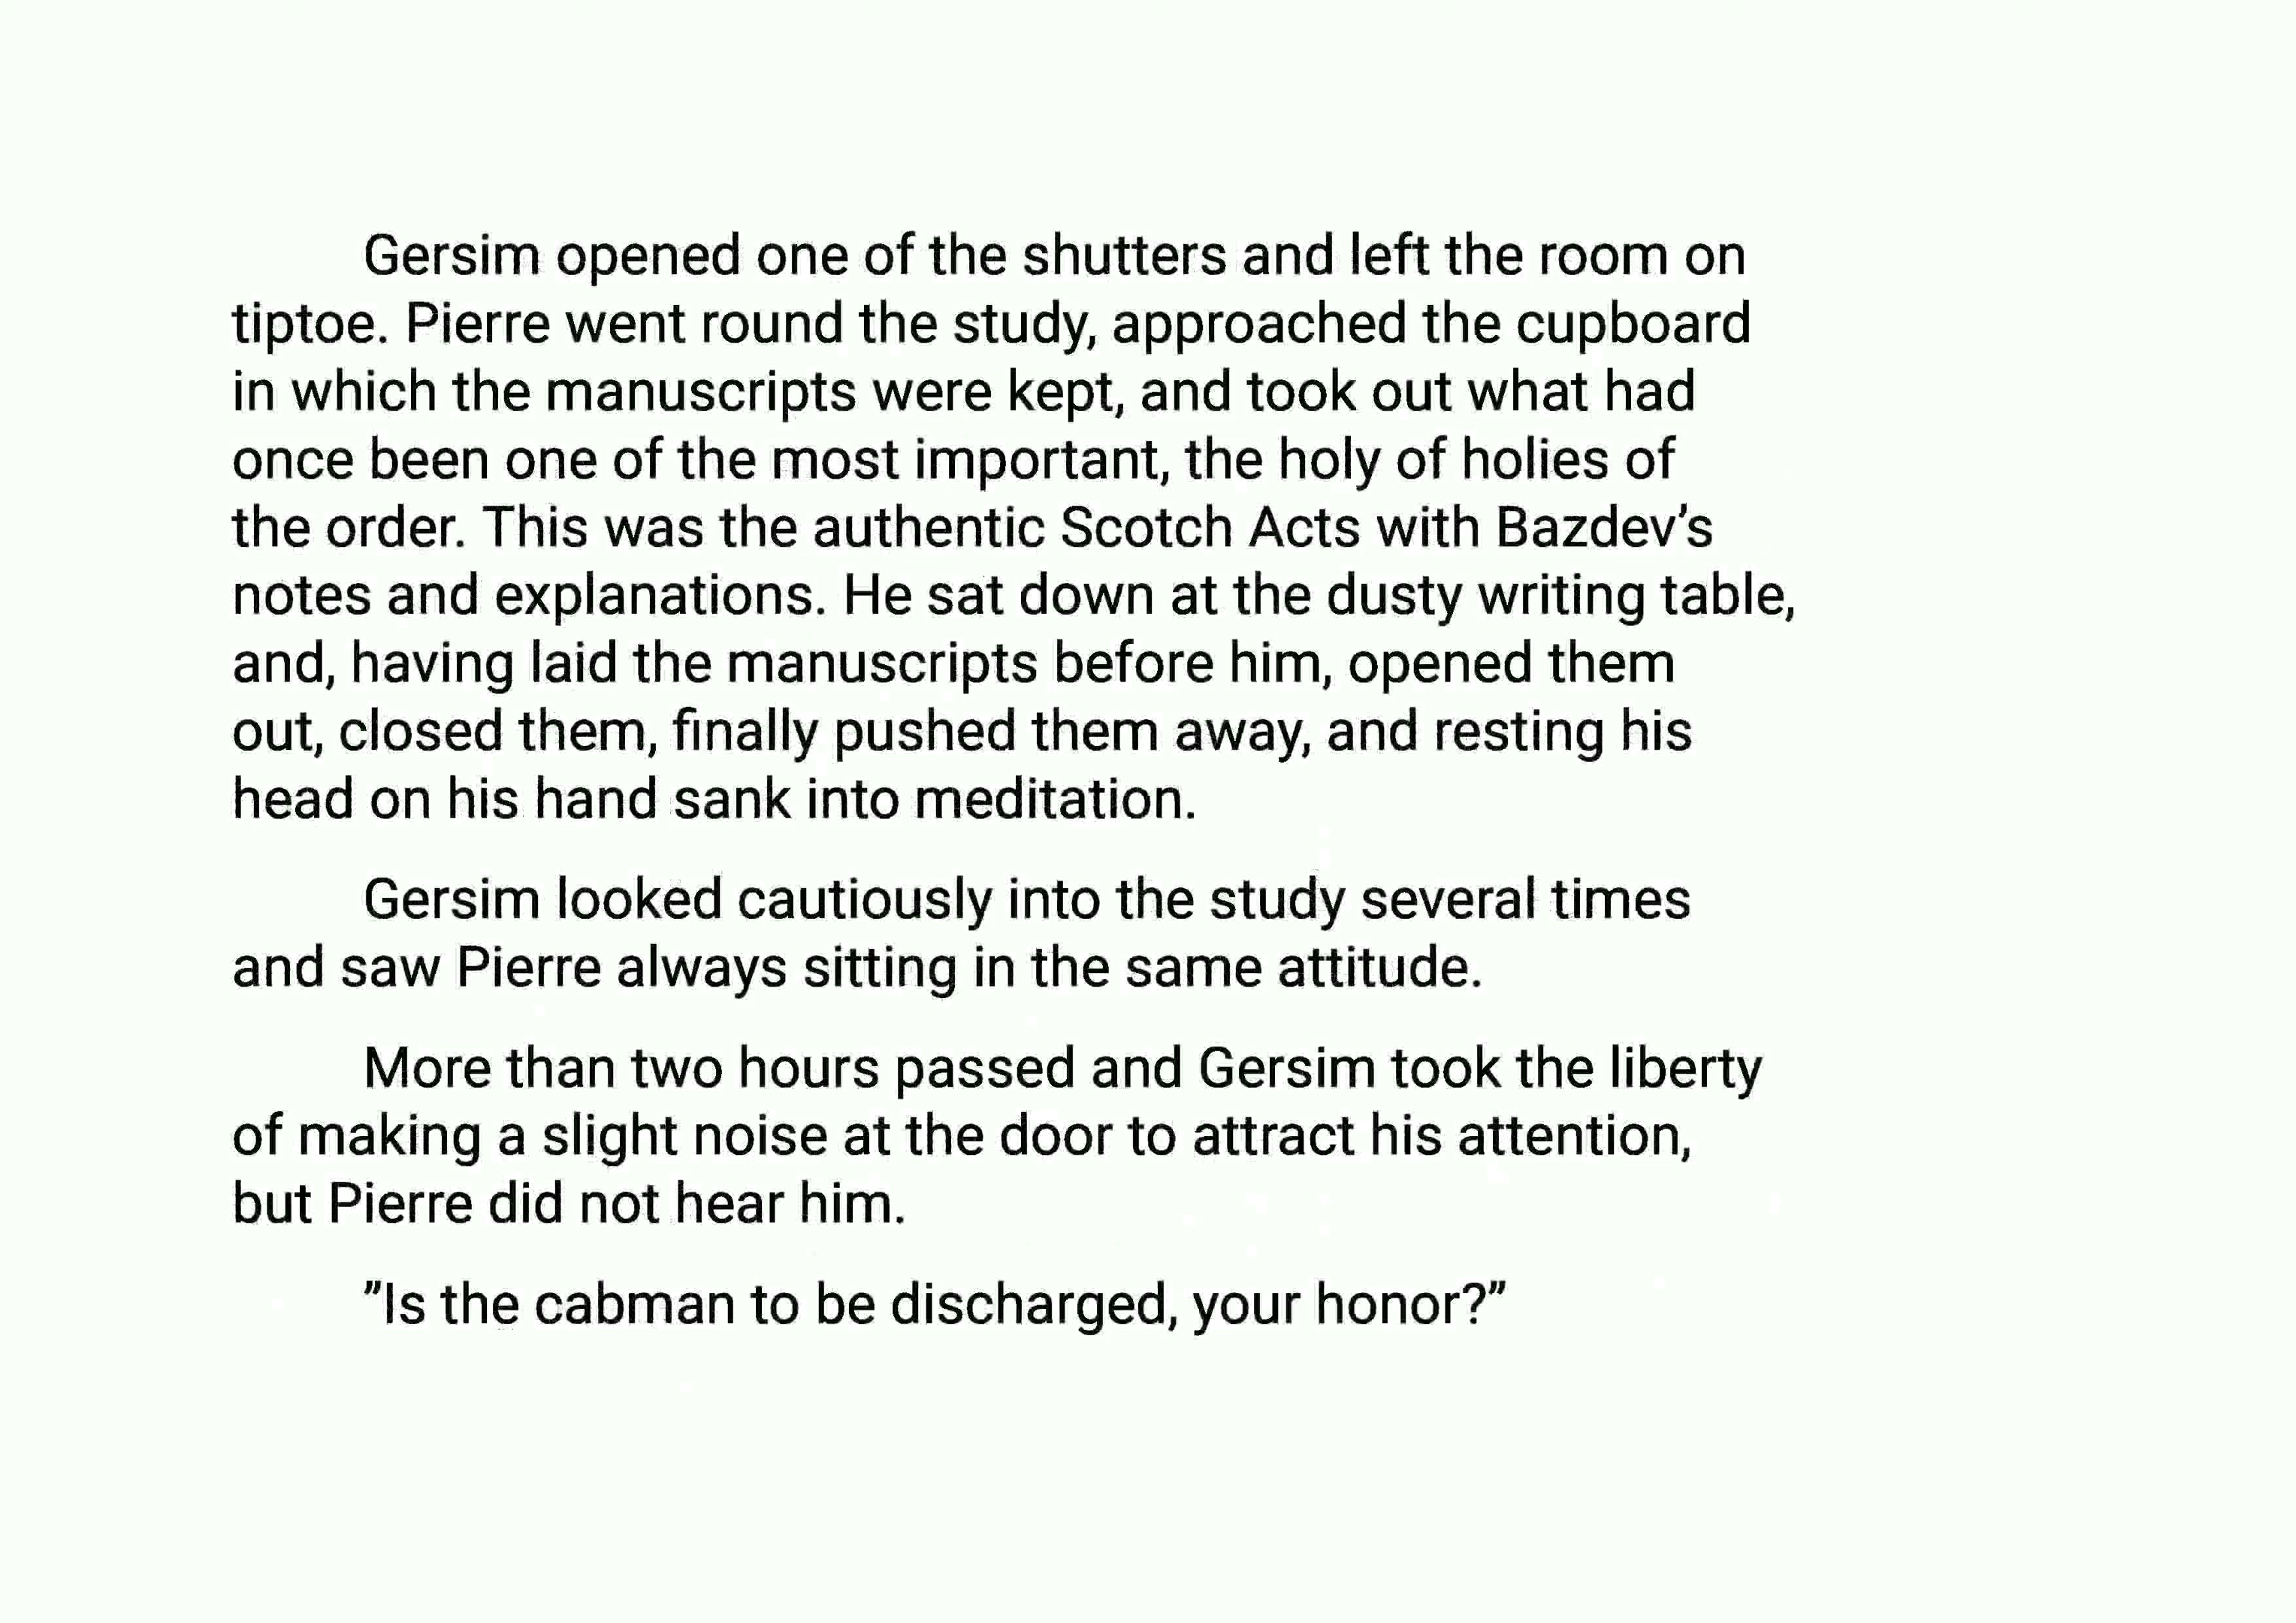 Gersim opened one of the shutters and left the room on
tiptoe. Pierre went round the study, approached the cupboard
in which the manuscripts were kept, and took out what had
once been one of the most important, the holy of holies of
the order. This was the authentic Scotch Acts with Bazdev’s
notes and explanations. He sat down at the dusty writing table,
and, having laid the manuscripts before him, opened them
out, closed them, finally pushed them away, and resting his
head on his hand sank into meditation.
Gersim looked cautiously into the study several times
and saw Pierre always sitting in the same attitude.
More than two hours passed and Gersim took the liberty
of making a slight noise at the door to attract his attention,
but Pierre did not hear him.
”Is the cabman to be discharged, your honor?”